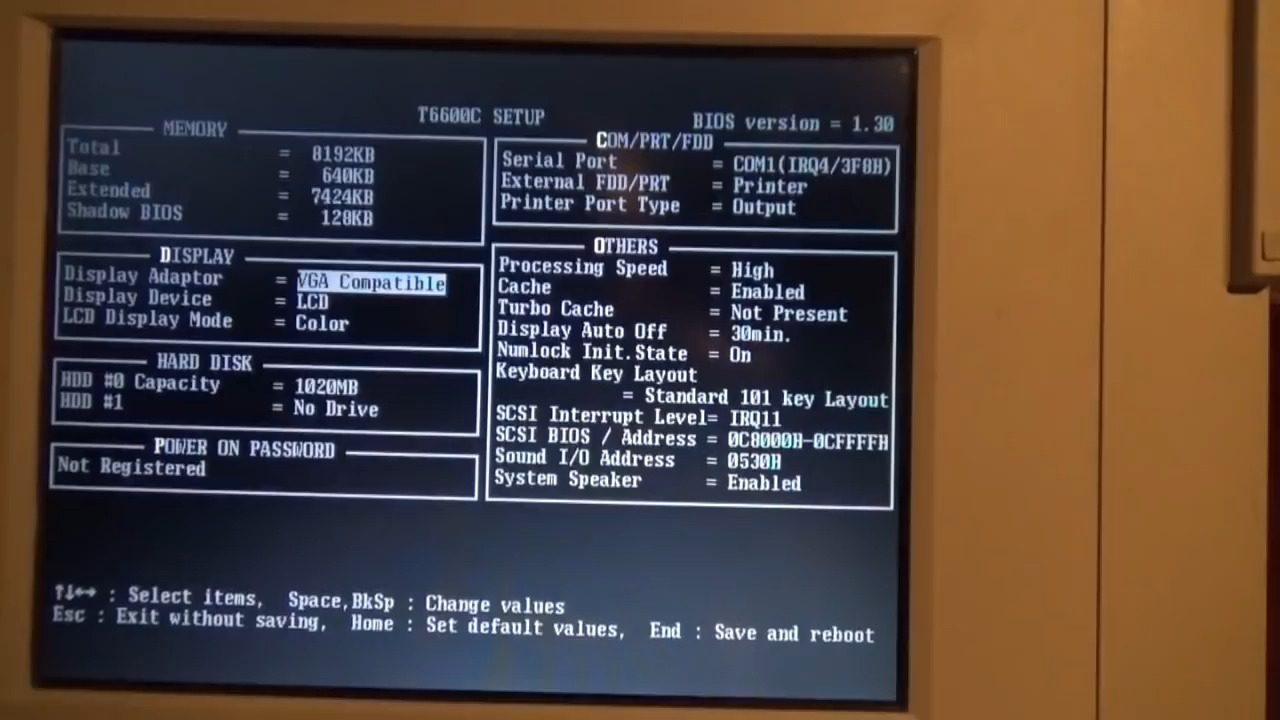 T6600C SETUP
BIOS version = 1.30
MEMORY
Total = 8192KB
Base = 640KB
Extended = 7424KB
Shadow BIOS = 128KB
DISPLAY
Display Adaptor = VGA Compatible
Display Device = LCD
LCD Display Mode = Color
HARD DISK
HDD #0 Capacity = 1020MB
HDD #1 = No Drive
POWER ON PASSWORD
Not Registered
COM/PRT/FDD
Serial Port = COM1(IRQ4/3F8H)
External FDD/PRT = Printer
Printer Port Type = Output
OTHERS
Processing Speed = High
Cache = Enabled
Turbo Cache = Not Present
Display Auto Off = 30min.
Numlock Init.State = On
Keyboard Key Layout
= Standard 101 key Layout
SCSI Interrupt Level= IRQ11
SCSI BIOS / Address = 0C8000H-0CFFFFH
Sound I/O Address = 0530H
System Speaker = Enabled
↑↓←→ : Select items, Space,BkSp : Change values
Esc : Exit without saving, Home : Set default values, End : Save and reboot